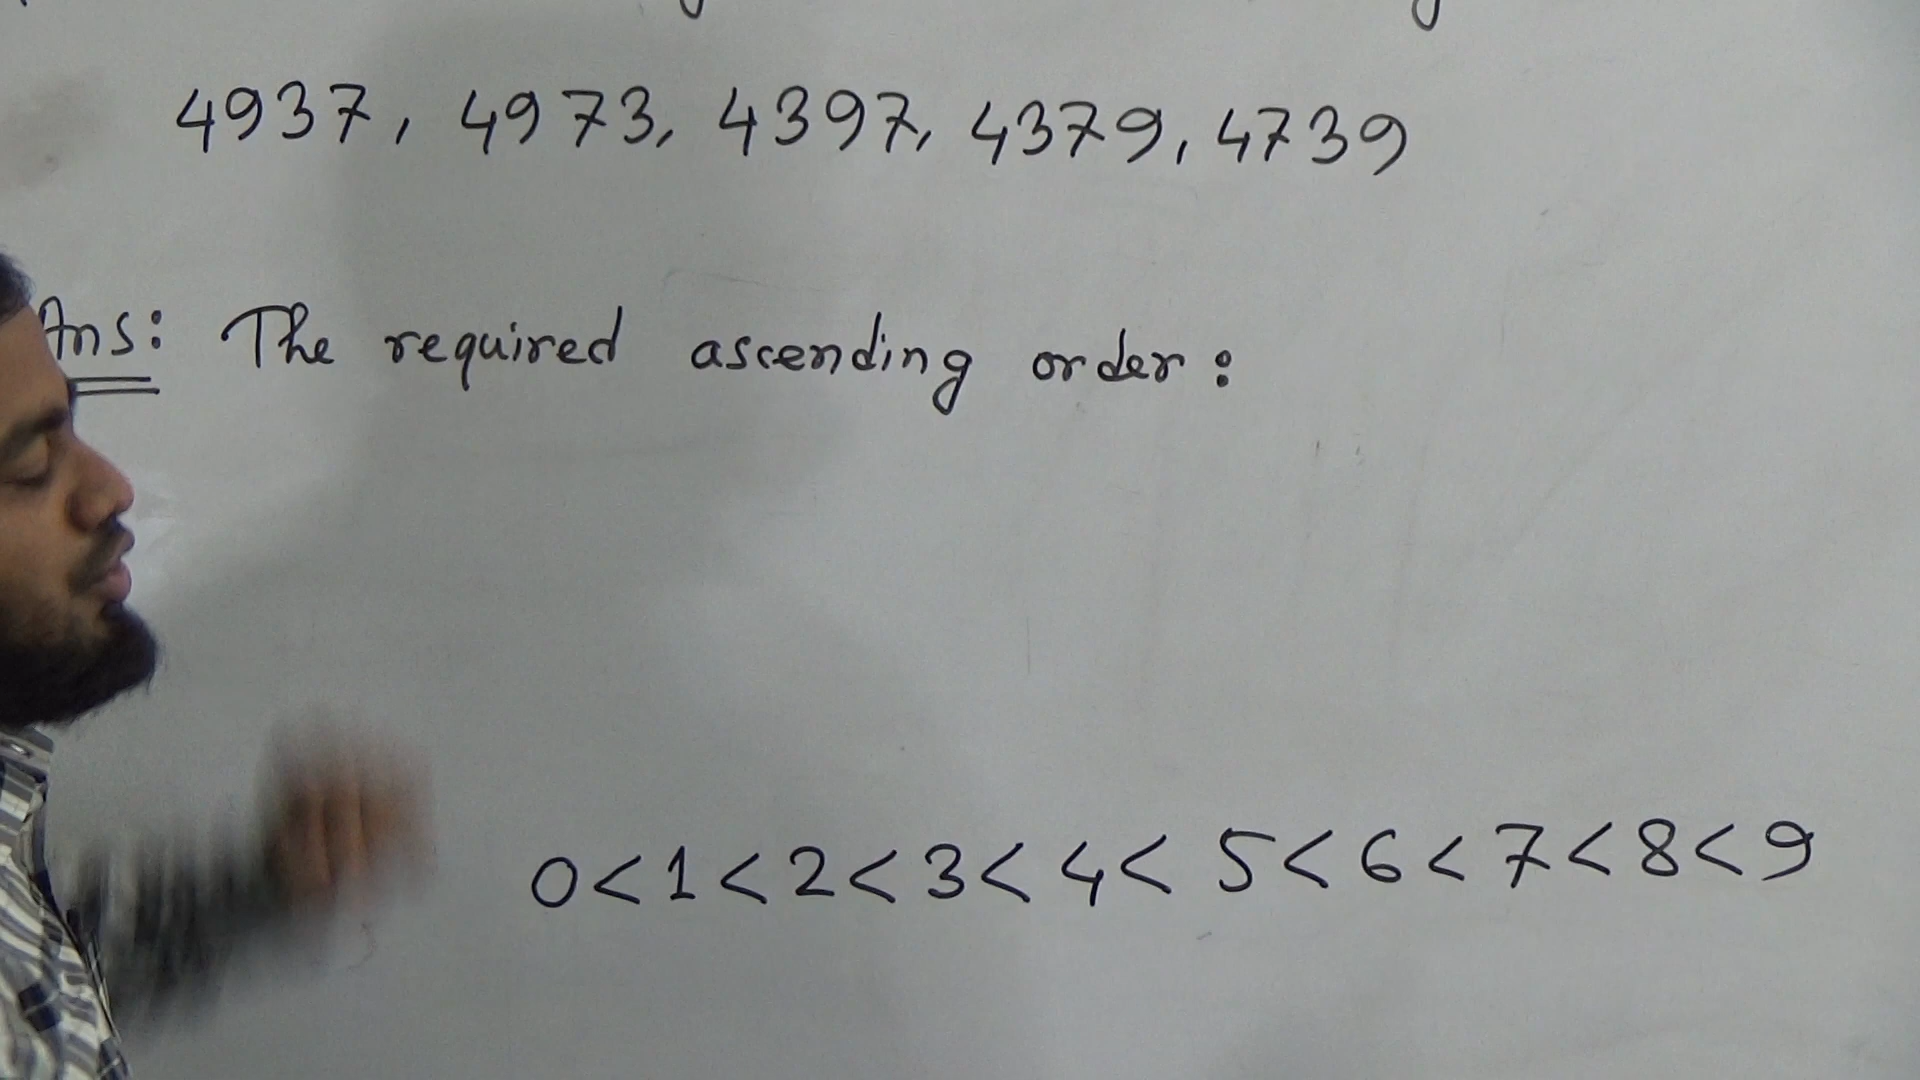 4937, 4973, 4397, 4379, 4739
Ans: The required ascending order:
0<1<2<3<4<5<6<7<8<9